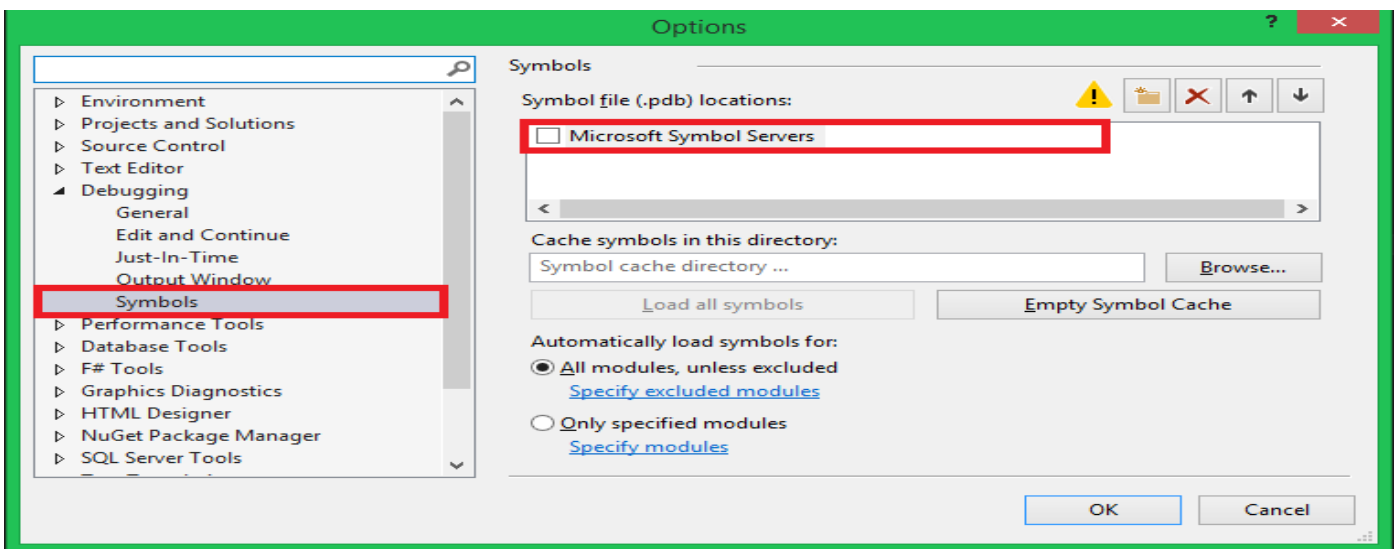 Options
?
Symbols
Environment
Projects and Solutions
Source Control
Text Editor
Debugging
General
Edit and Continue
Just-In-Time
Output Window
Symbols
Performance Tools
Database Tools
F# Tools
Graphics Diagnostics
HTML Designer
NuGet Package Manager
SQL Server Tools
Symbol file (.pdb) locations:
Microsoft Symbol Servers
Cache symbols in this directory:
Symbol cache directory ...
Browse...
Load all symbols
Empty Symbol Cache
Automatically load symbols for:
All modules, unless excluded
Specify excluded modules
Only specified modules
Specify modules
OK
Cancel